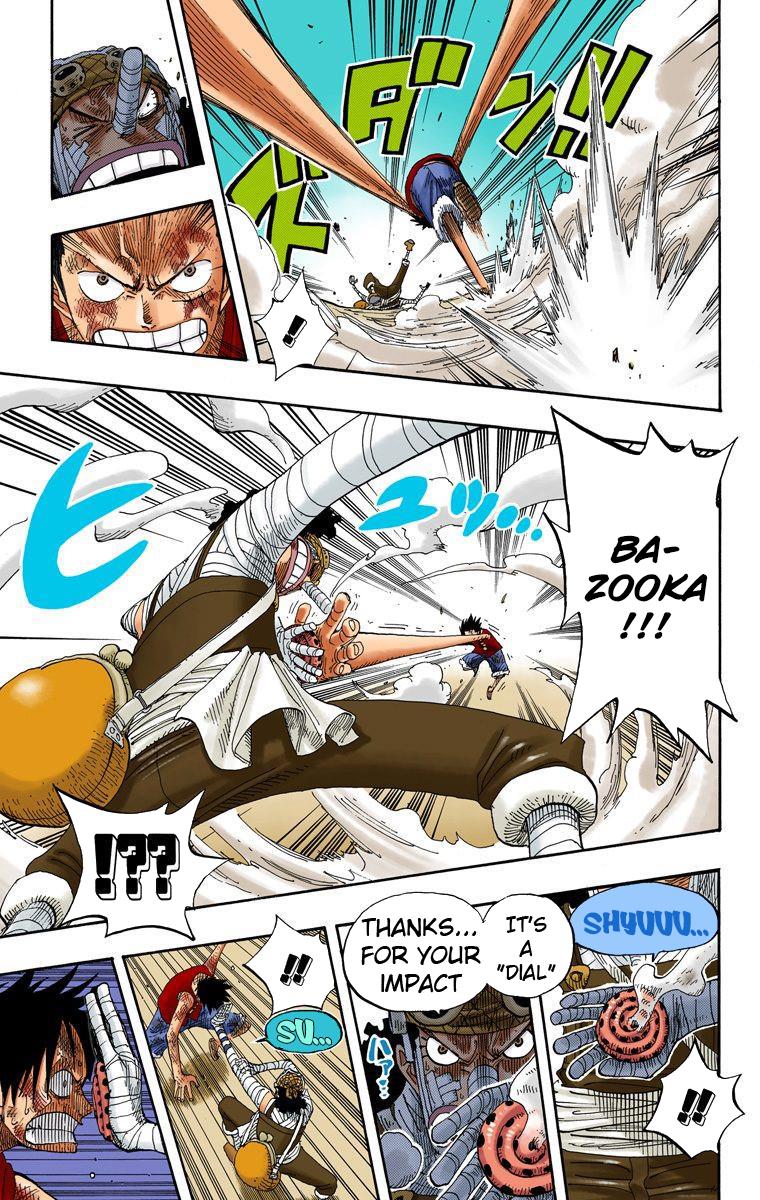 ズダン!!
!
BA-
ZOOKA
!!!
ヒュッ...
!??
SHYUUU...
!!
IT'S
A
"DIAL"
THANKS...
FOR YOUR
IMPACT
ハァ...
!!
SU...